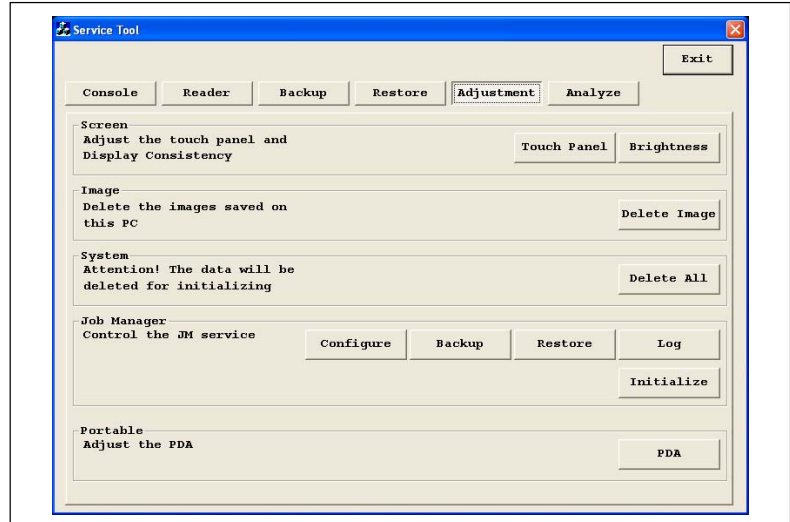 Service Tool
Exit
Console Reader Backup Restore Adjustment Analyze
Screen
Adjust the touch panel and
Display Consistency
Touch Panel Brightness
Image
Delete the images saved on
this PC
Delete Image
System
Attention! The data will be
deleted for initializing
Delete All
Job Manager
Control the JM service
Configure Backup Restore Log
Initialize
Portable
Adjust the PDA
PDA